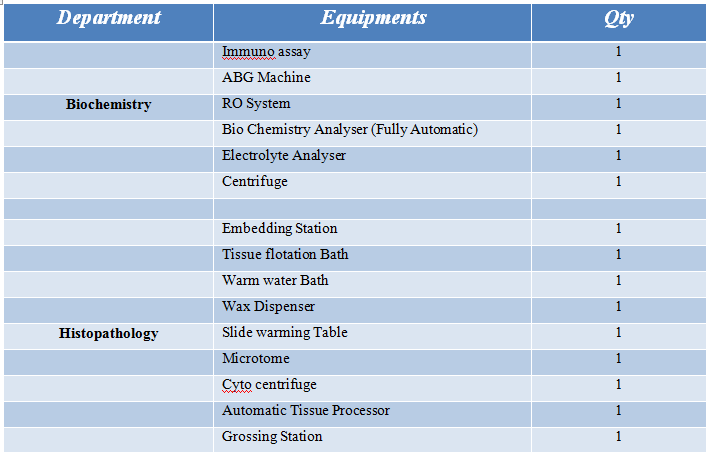 Department Equipments Qty
Immuno assay 1
ABG Machine 1
Biochemistry RO System 1
Bio Chemistry Analyser (Fully Automatic) 1
Electrolyte Analyser 1
Centrifuge 1
Embedding Station 1
Tissue flotation Bath 1
Warm water Bath 1
Wax Dispenser 1
Histopathology Slide warming Table 1
Microtome 1
Cyto centrifuge 1
Automatic Tissue Processor 1
Grossing Station 1